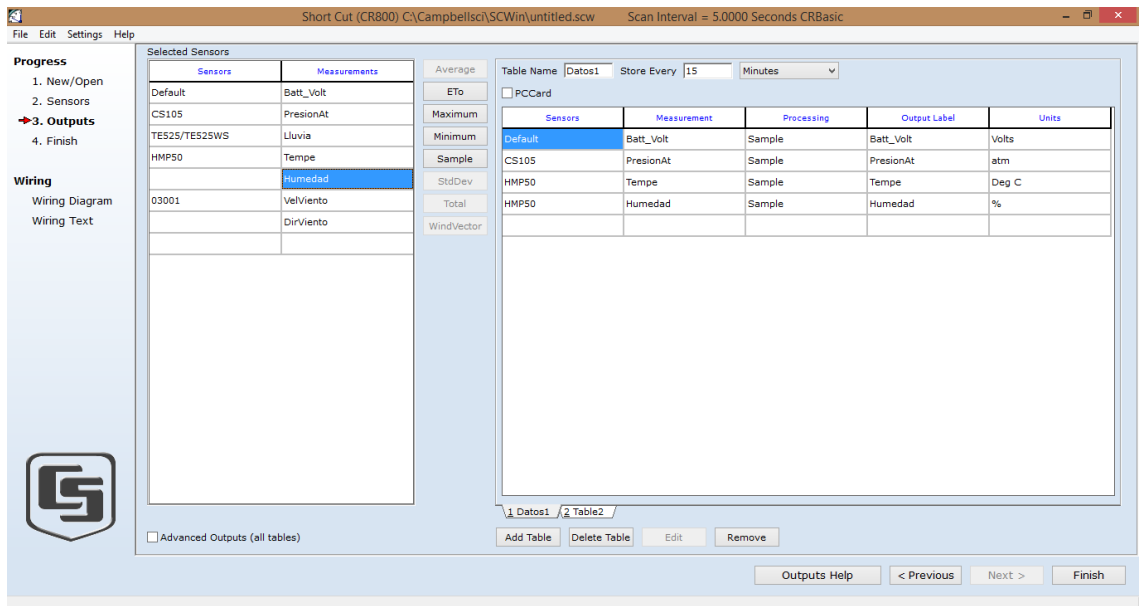 Short Cut (CR800) C:\Campbellsci\SCWin\untitled.scw Scan Interval = 5.0000 Seconds CRBasic
File Edit Settings Help
Progress
1. New/Open
2. Sensors
3. Outputs
4. Finish
Wiring
Wiring Diagram
Wiring Text
Selected Sensors
Sensors Measurements
Default Batt_Volt
CS105 PresionAt
TE525/TE525WS Lluvia
HMP50 Tempe
Humedad
03001 VelViento
DirViento
Advanced Outputs (all tables)
Average
ETo
Maximum
Minimum
Sample
StdDev
Total
WindVector
Table Name Datos1 Store Every 15 Minutes
PCCard
Sensors Measurement Processing Output Label Units
Default Batt_Volt Sample Batt_Volt Volts
CS105 PresionAt Sample PresionAt atm
HMP50 Tempe Sample Tempe Deg C
HMP50 Humedad Sample Humedad %
1 Datos1 2 Table2
Add Table Delete Table Edit Remove
Outputs Help < Previous Next > Finish